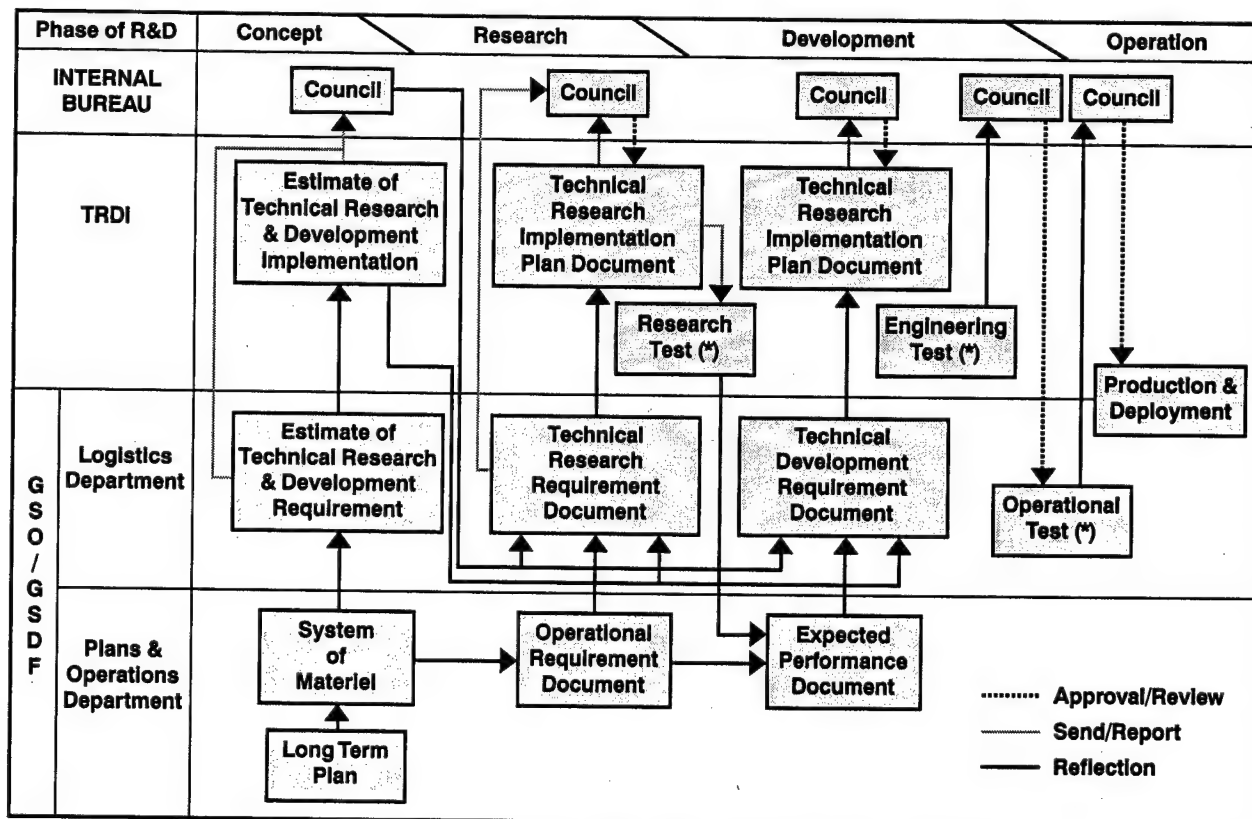 Phase of R&D
Concept
Research
Development
Operation
INTERNAL
BUREAU
Council
Council
Council
Council
Council
TRDI
Estimate of
Technical Research
& Development
Implementation
Technical
Research
Implementation
Plan Document
Technical
Research
Implementation
Plan Document
Research
Test (*)
Engineering
Test (*)
Production &
Deployment
GSO/GSDF
Logistics
Department
Estimate of
Technical Research
& Development
Requirement
Technical
Research
Requirement
Document
Technical
Development
Requirement
Document
Operational
Test (*)
Plans &
Operations
Department
System
of
Materiel
Operational
Requirement
Document
Expected
Performance
Document
Long Term
Plan
Approval/Review
Send/Report
Reflection